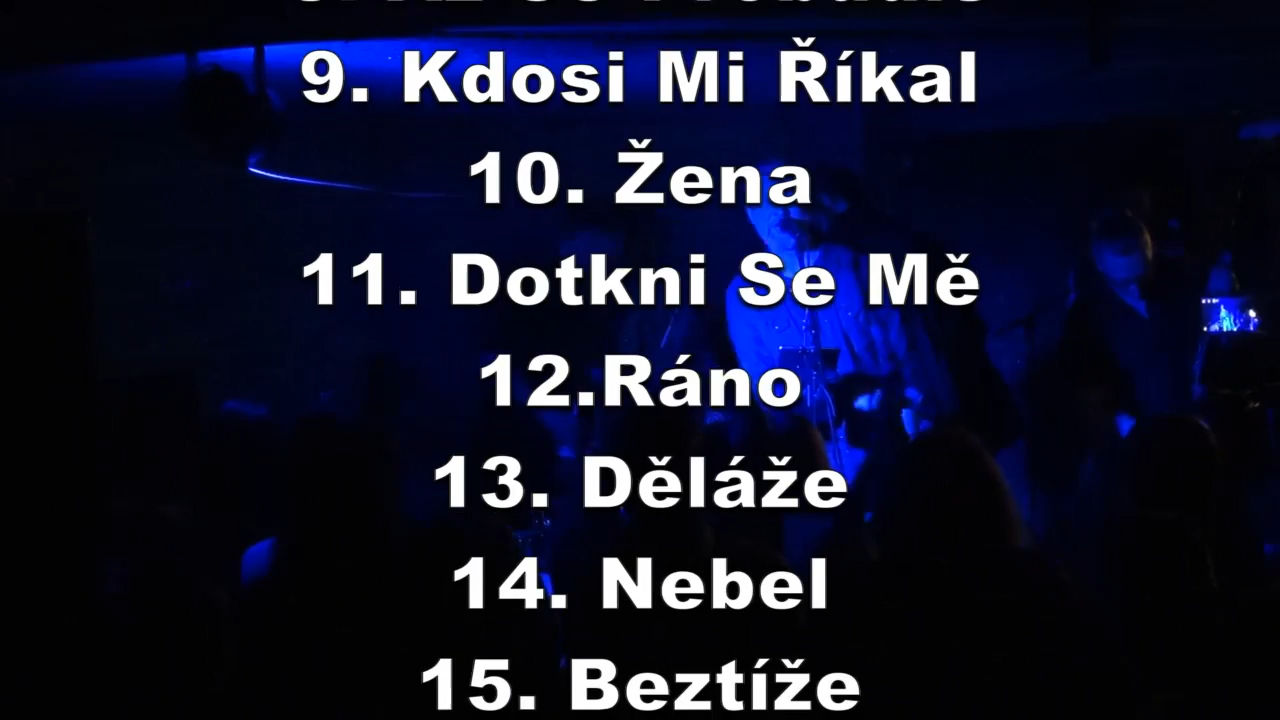 9. Kdosi Mi Říkal
10. Žena
11. Dotkni Se Mě
12.Ráno
13. Děláže
14. Nebel
15. Beztíže